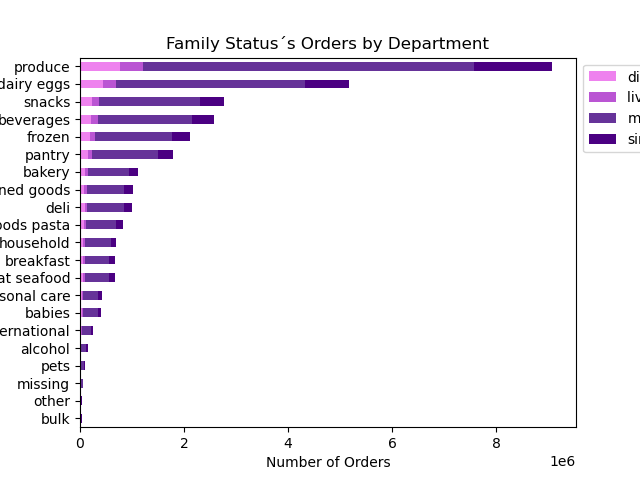 Family Status´s Orders by Department
produce
dairy eggs
snacks
beverages
frozen
pantry
bakery
ned goods
deli
ods pasta
household
breakfast
at seafood
sonal care
babies
ernational
alcohol
pets
missing
other
bulk
di
liv
m
sin
0 2 4 6 8
1e6
Number of Orders